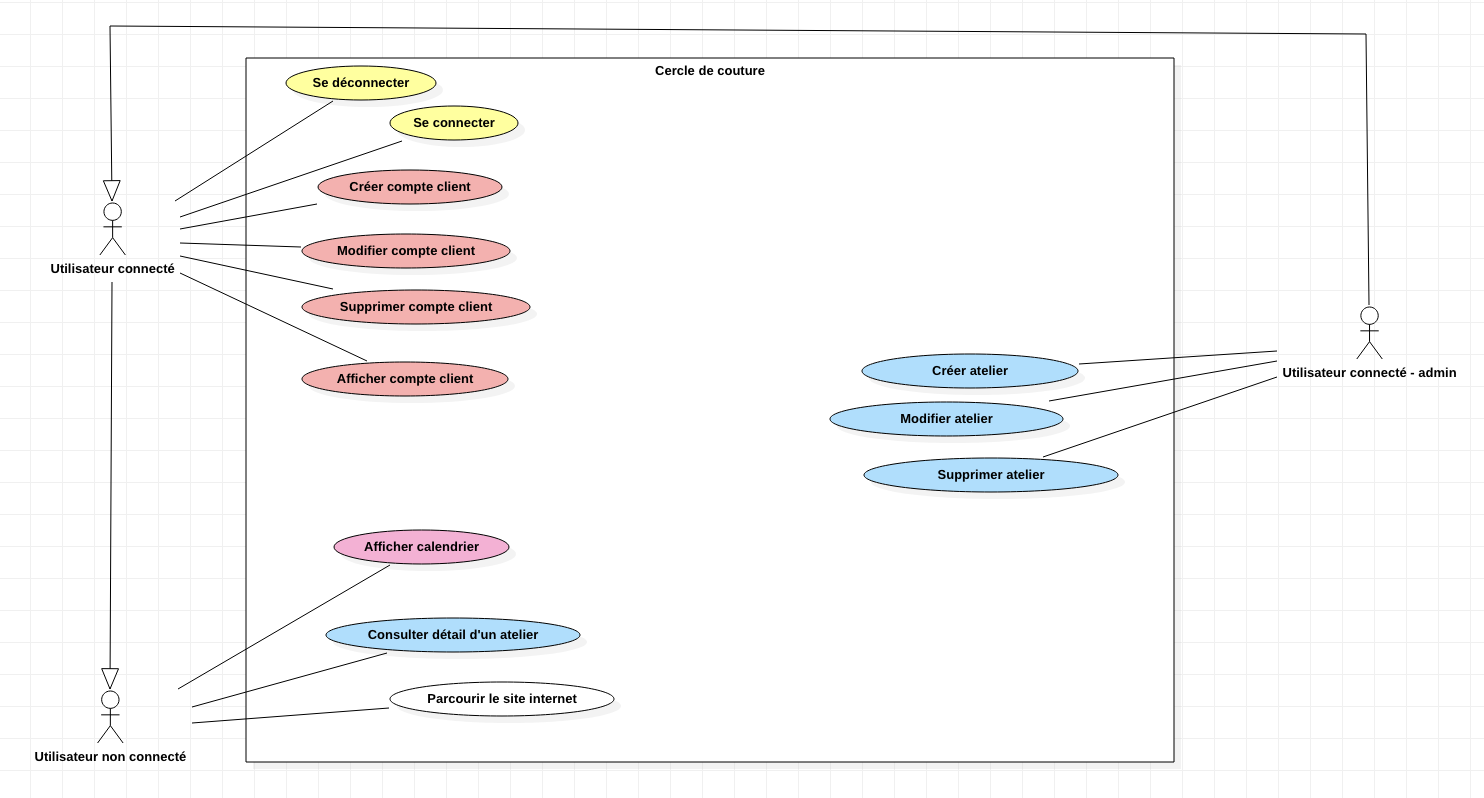 Cercle de couture
Se déconnecter
Se connecter
Créer compte client
Modifier compte client
Utilisateur connecté
Supprimer compte client
Afficher compte client
Créer atelier
Utilisateur connecté - admin
Modifier atelier
Supprimer atelier
Afficher calendrier
Consulter détail d'un atelier
Parcourir le site internet
Utilisateur non connecté